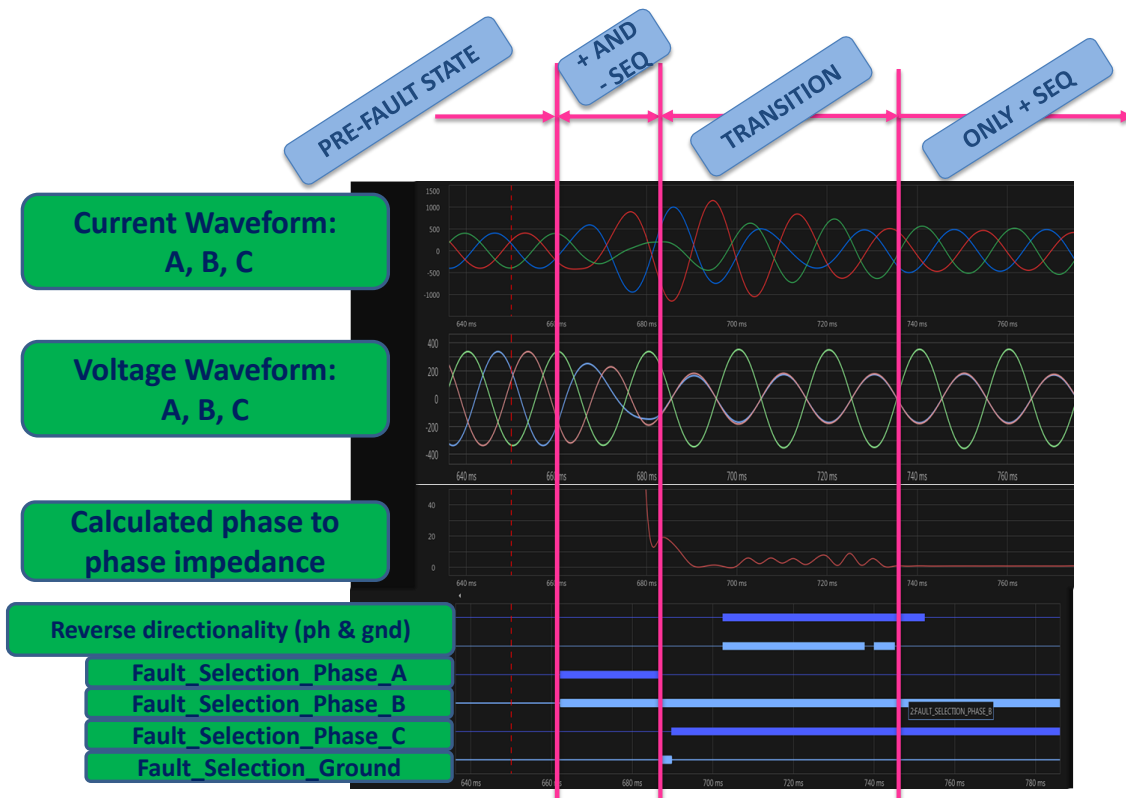 PRE-FAULT STATE
+ AND
- SEQ
TRANSITION
ONLY + SEQ
Current Waveform:
A, B, C
1500
1000
500
0
-500
-1000
640 ms
660 ms
680 ms
700 ms
720 ms
740 ms
760 ms
Voltage Waveform:
A, B, C
400
200
0
-200
-400
640 ms
660 ms
680 ms
700 ms
720 ms
740 ms
760 ms
Calculated phase to
phase impedance
40
20
0
640 ms
660 ms
680 ms
700 ms
720 ms
740 ms
760 ms
Reverse directionality (ph & gnd)
Fault_Selection_Phase_A
Fault_Selection_Phase_B
2:FAULT_SELECTION_PHASE_B
Fault_Selection_Phase_C
Fault_Selection_Ground
640 ms
660 ms
680 ms
700 ms
720 ms
740 ms
760 ms
780 ms